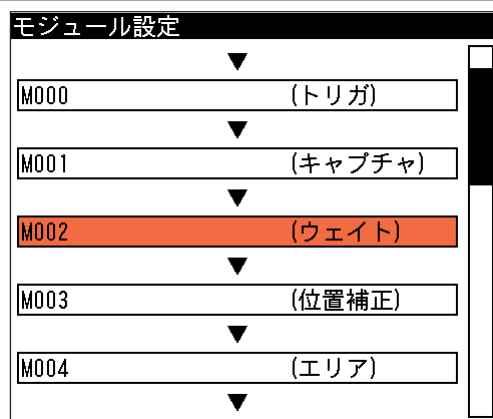 モジュール設定
▼
M000 (トリガ)
▼
M001 (キャプチャ)
▼
M002 (ウェイト)
▼
M003 (位置補正)
▼
M004 (エリア)
▼